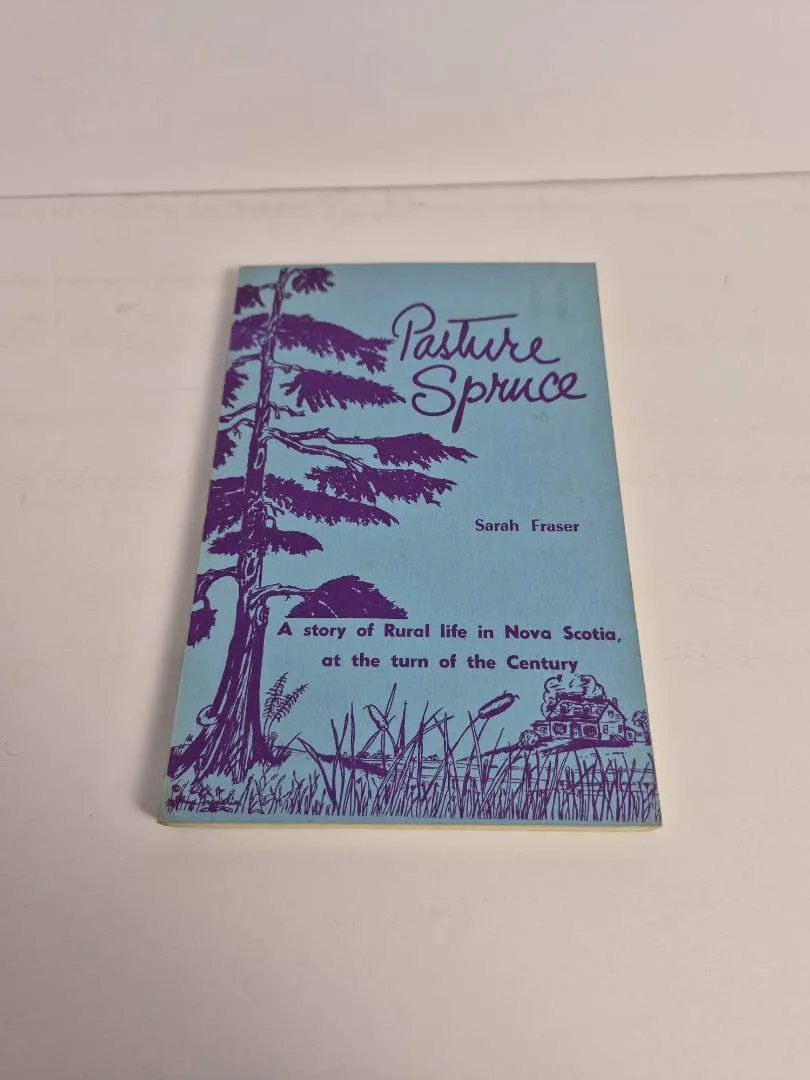 Pasture
Spruce
Sarah Fraser
A story of Rural life in Nova Scotia,
at the turn of the Century